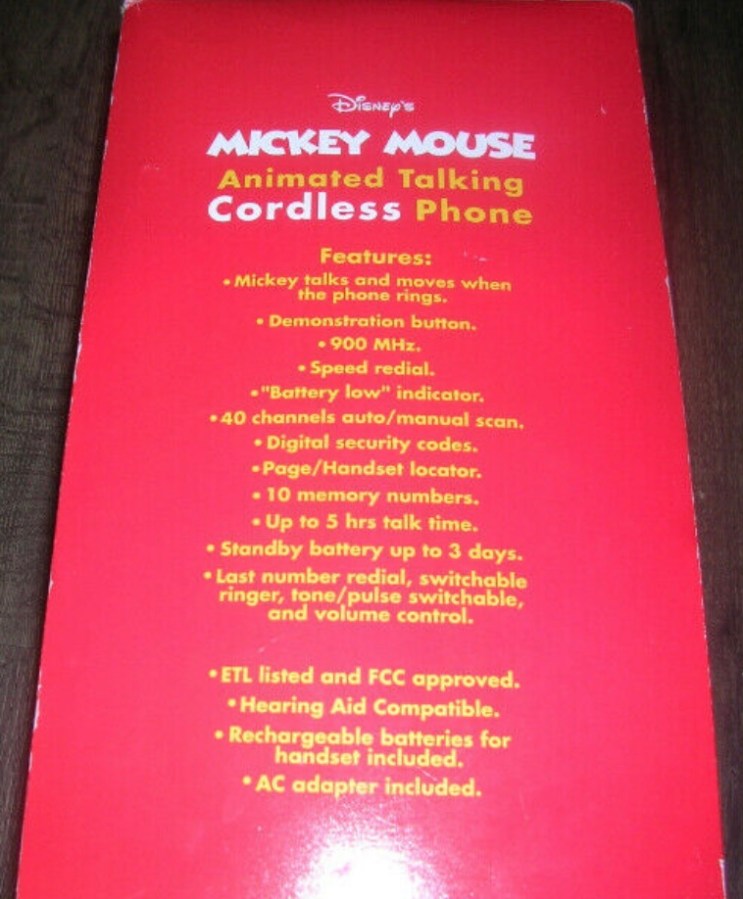 Disney's
MICKEY MOUSE
Animated Talking
Cordless Phone
Features:
• Mickey talks and moves when
the phone rings.
• Demonstration button.
• 900 MHz.
• Speed redial.
• "Battery low" indicator.
• 40 channels auto/manual scan.
• Digital security codes.
• Page/Handset locator.
• 10 memory numbers.
• Up to 5 hrs talk time.
• Standby battery up to 3 days.
• Last number redial, switchable
ringer, tone/pulse switchable,
and volume control.
• ETL listed and FCC approved.
• Hearing Aid Compatible.
• Rechargeable batteries for
handset included.
• AC adapter included.